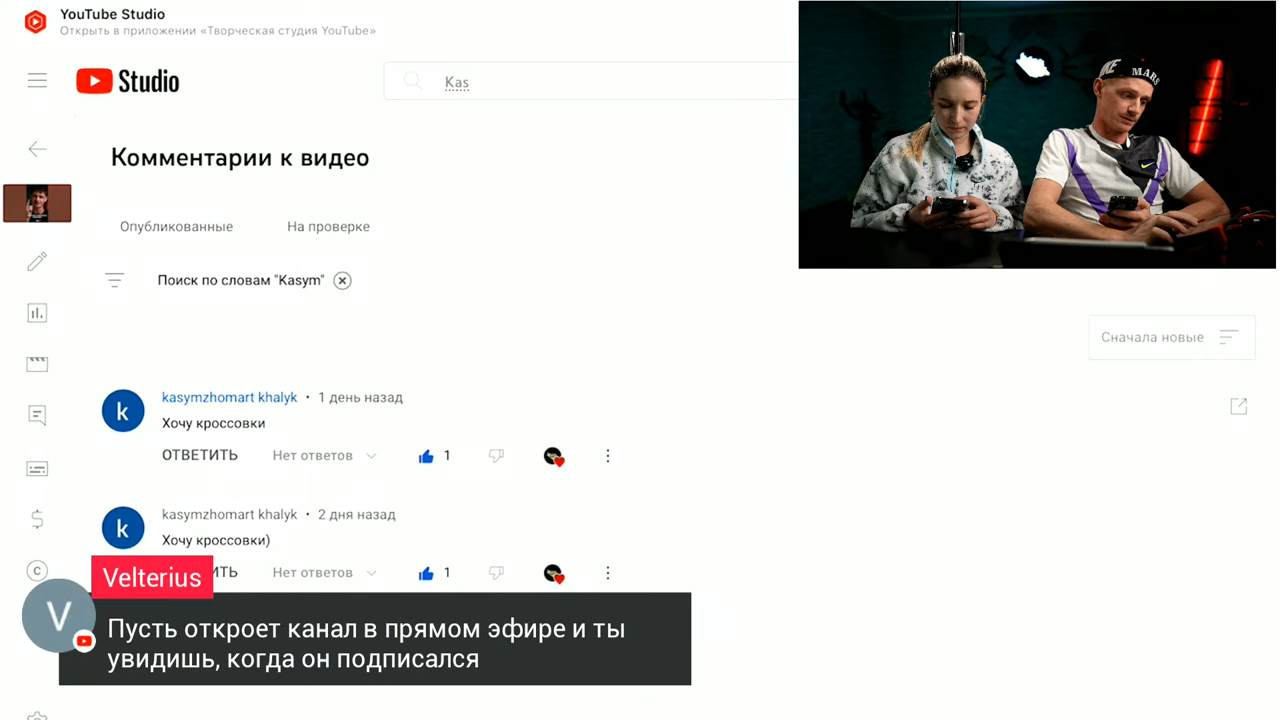 YouTube Studio
Открыть в приложении «Творческая студия YouTube»
Studio
Kas
Комментарии к видео
Опубликованные
На проверке
Поиск по словам "Kasym"
Сначала новые
k
kasymzhomart khalyk • 1 день назад
Хочу кроссовки
ОТВЕТИТЬ
Нет ответов
1
k
kasymzhomart khalyk • 2 дня назад
Хочу кроссовки)
ИТЬ
Нет ответов
1
Velterius
V
Пусть откроет канал в прямом эфире и ты
увидишь, когда он подписался
MARS